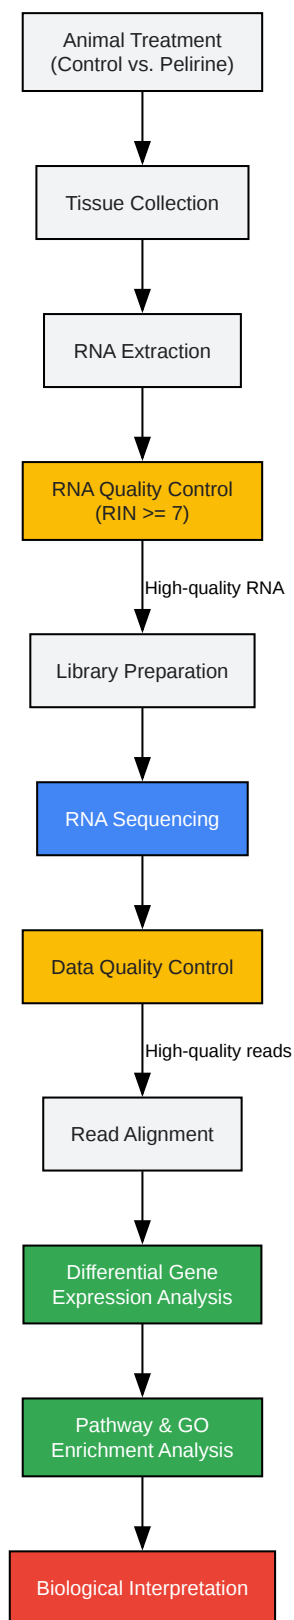 Animal Treatment
(Control vs. Pelirine)
Tissue Collection
RNA Extraction
RNA Quality Control
(RIN >= 7)
High-quality RNA
Library Preparation
RNA Sequencing
Data Quality Control
High-quality reads
Read Alignment
Differential Gene
Expression Analysis
Pathway & GO
Enrichment Analysis
Biological Interpretation